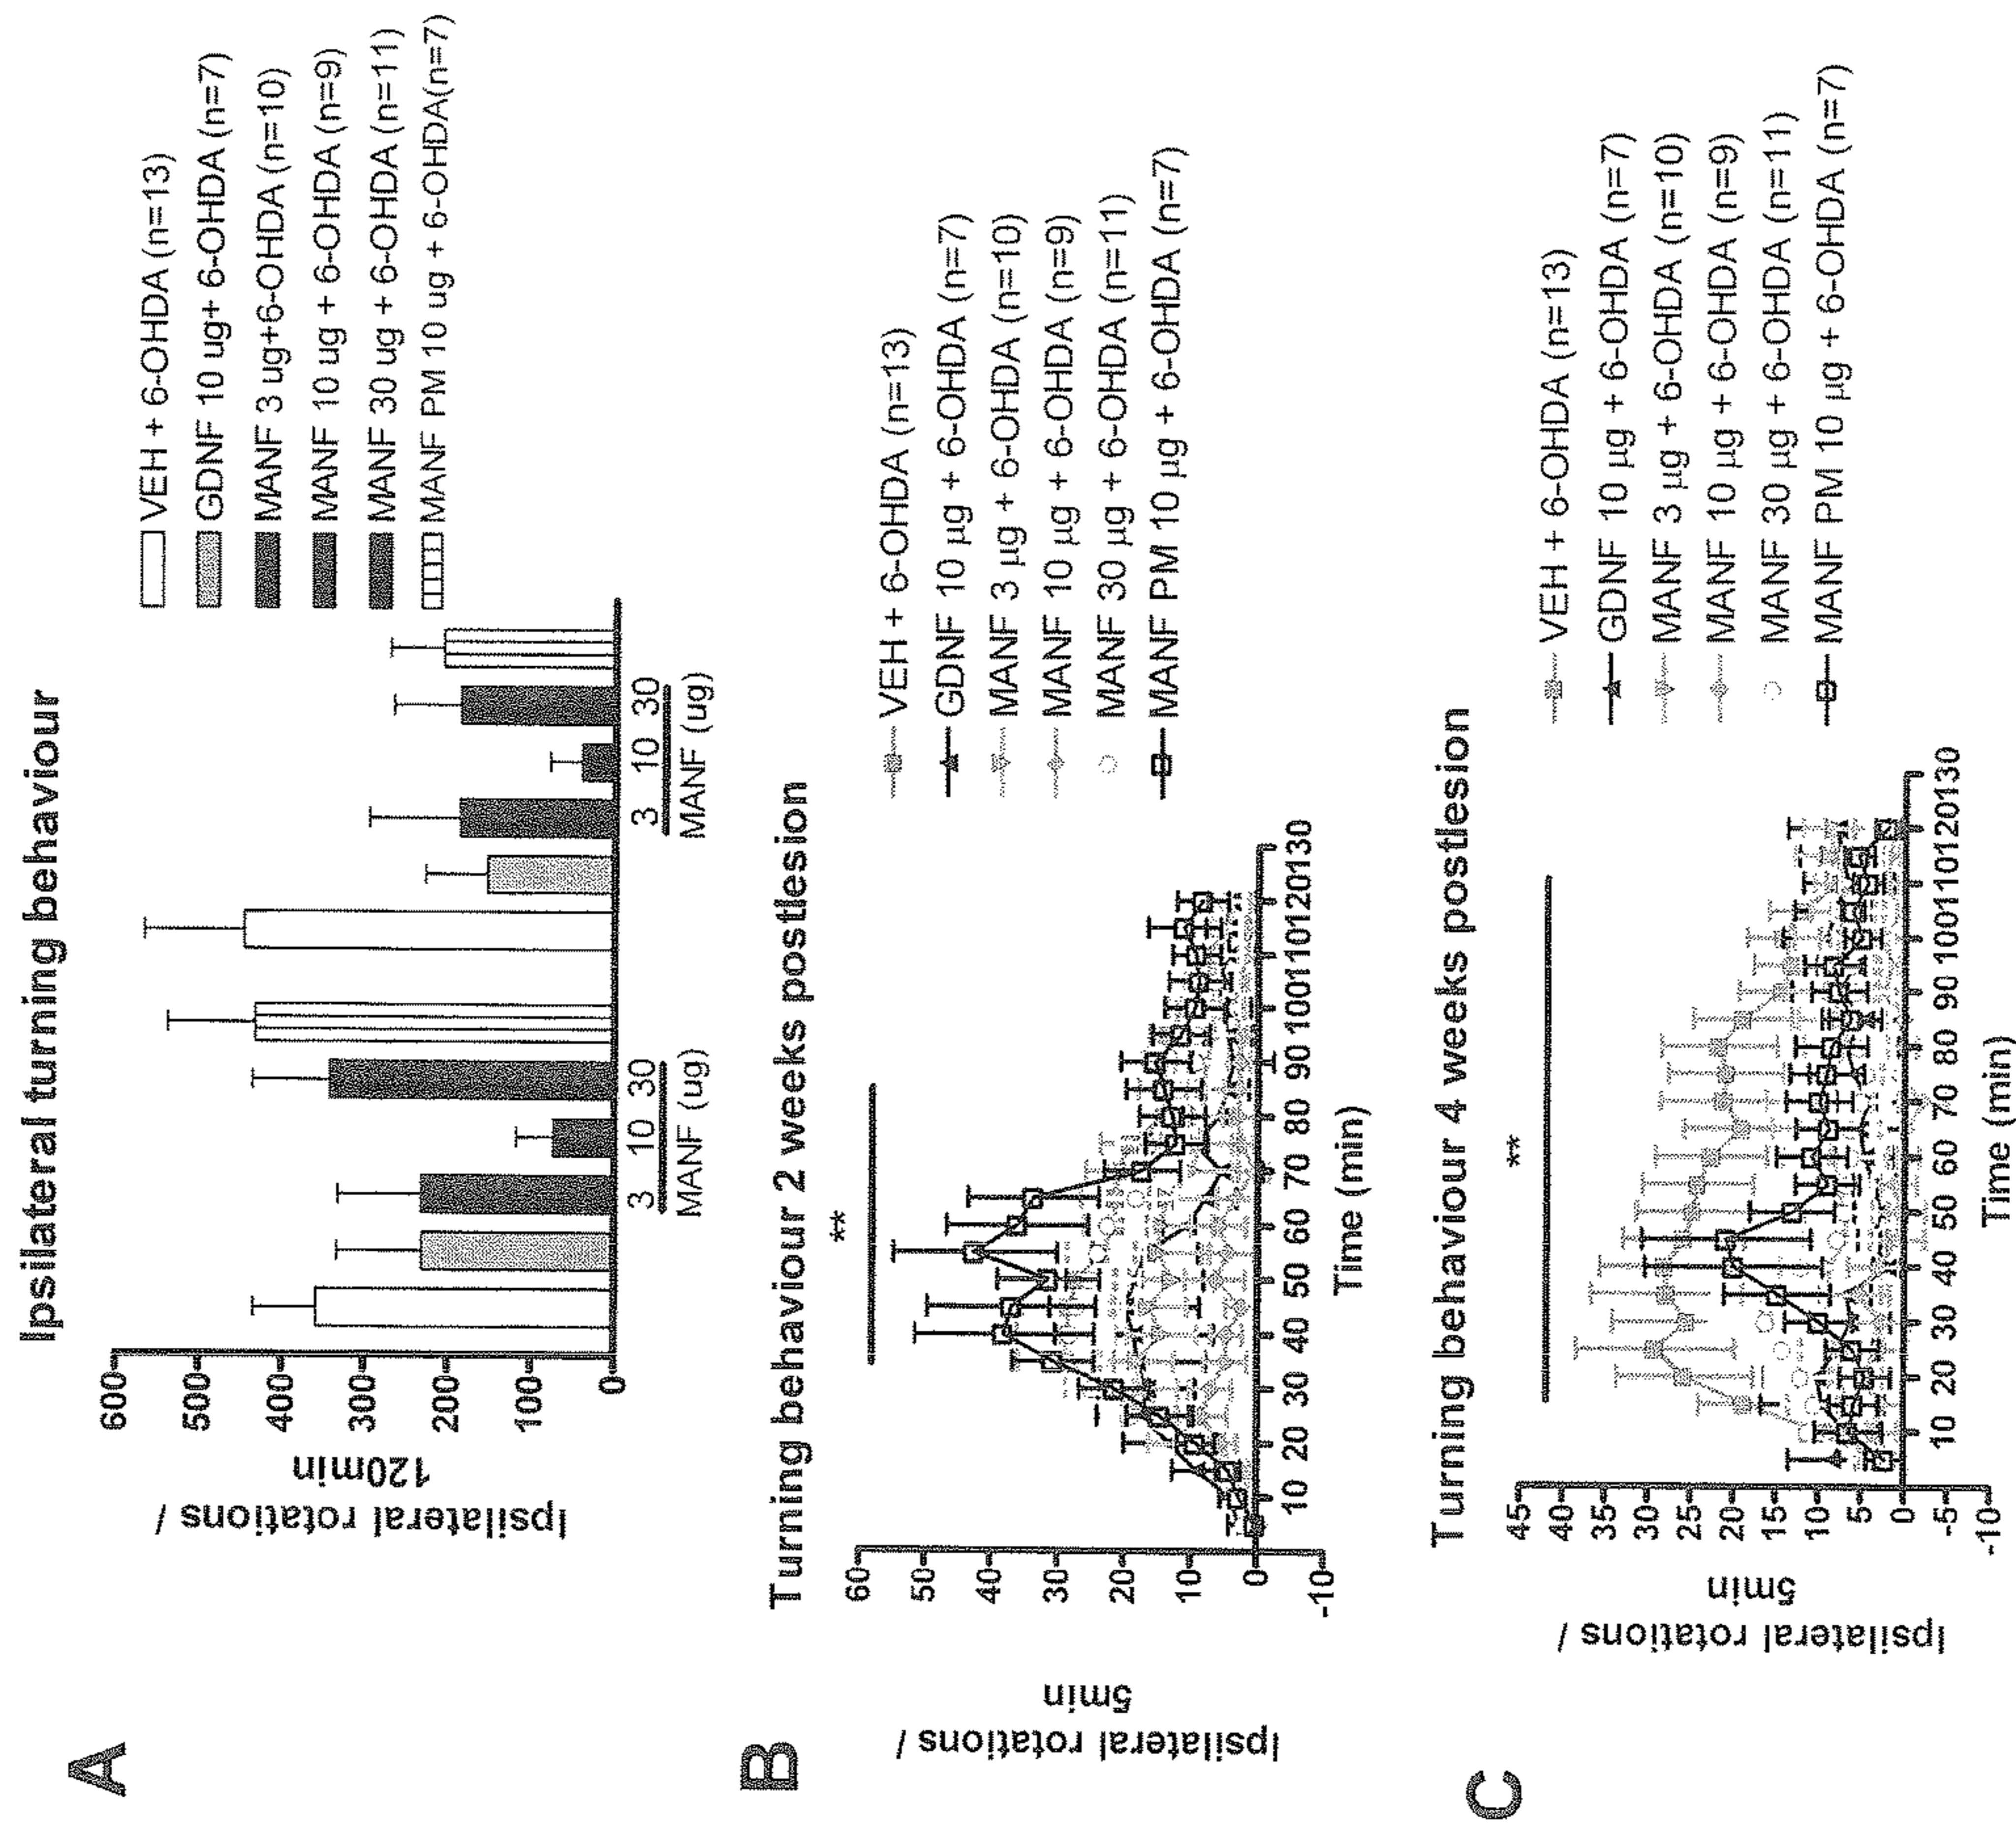 A
Ipsilateral turning behaviour
Ipsilateral rotations /
120min
600
500
400
300
200
100
0
3 10 30
MANF (ug)
3 10 30
MANF (ug)
VEH + 6-OHDA (n=13)
GDNF 10 ug+ 6-OHDA (n=7)
MANF 3 ug+6-OHDA (n=10)
MANF 10 ug + 6-OHDA (n=9)
MANF 30 ug + 6-OHDA (n=11)
MANF PM 10 ug + 6-OHDA(n=7)
B
Turning behaviour 2 weeks postlesion
Ipsilateral rotations /
5min
60
50
40
30
20
10
0
-10
**
10 20 30 40 50 60 70 80 90 100110120130
Time (min)
VEH + 6-OHDA (n=13)
GDNF 10 µg + 6-OHDA (n=7)
MANF 3 µg + 6-OHDA (n=10)
MANF 10 µg + 6-OHDA (n=9)
MANF 30 µg + 6-OHDA (n=11)
MANF PM 10 µg + 6-OHDA (n=7)
C
Turning behaviour 4 weeks postlesion
Ipsilateral rotations /
5min
45
40
35
30
25
20
15
10
5
0
-5
-10
**
10 20 30 40 50 60 70 80 90 100110120130
Time (min)
VEH + 6-OHDA (n=13)
GDNF 10 µg + 6-OHDA (n=7)
MANF 3 µg + 6-OHDA (n=10)
MANF 10 µg + 6-OHDA (n=9)
MANF 30 µg + 6-OHDA (n=11)
MANF PM 10 µg + 6-OHDA (n=7)